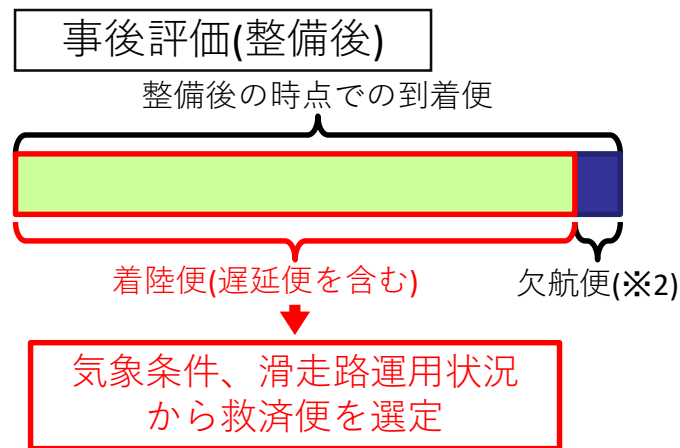 事後評価(整備後)
整備後の時点での到着便
着陸便(遅延便を含む)
欠航便(※2)
気象条件、滑走路運用状況
から救済便を選定